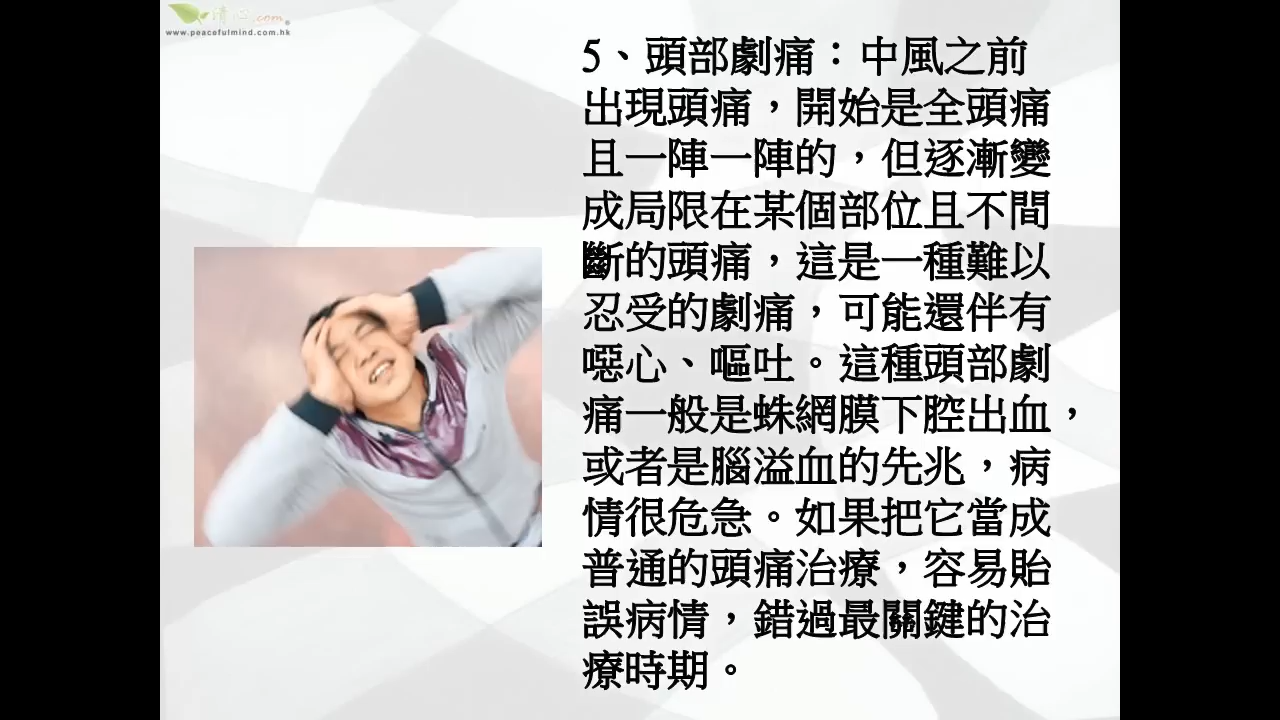 清心.com
www.peacefulmind.com.hk
5、頭部劇痛：中風之前
出現頭痛，開始是全頭痛
且一陣一陣的，但逐漸變
成局限在某個部位且不間
斷的頭痛，這是一種難以
忍受的劇痛，可能還伴有
噁心、嘔吐。這種頭部劇
痛一般是蛛網膜下腔出血，
或者是腦溢血的先兆，病
情很危急。如果把它當成
普通的頭痛治療，容易貽
誤病情，錯過最關鍵的治
療時期。